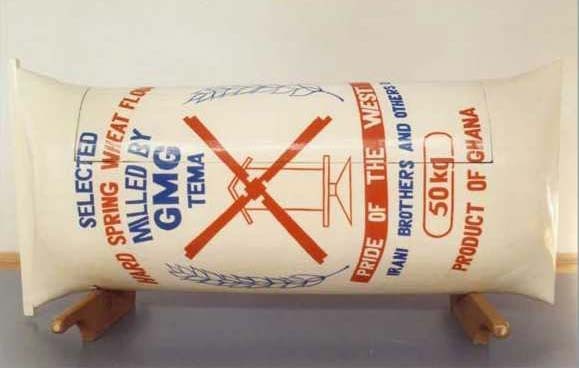 SELECTED
HARD SPRING WHEAT FLO
MILLED BY
GMG
TEMA
PRIDE OF THE WEST
IRANI BROTHERS AND OTHERS
50 kg
PRODUCT OF GHANA